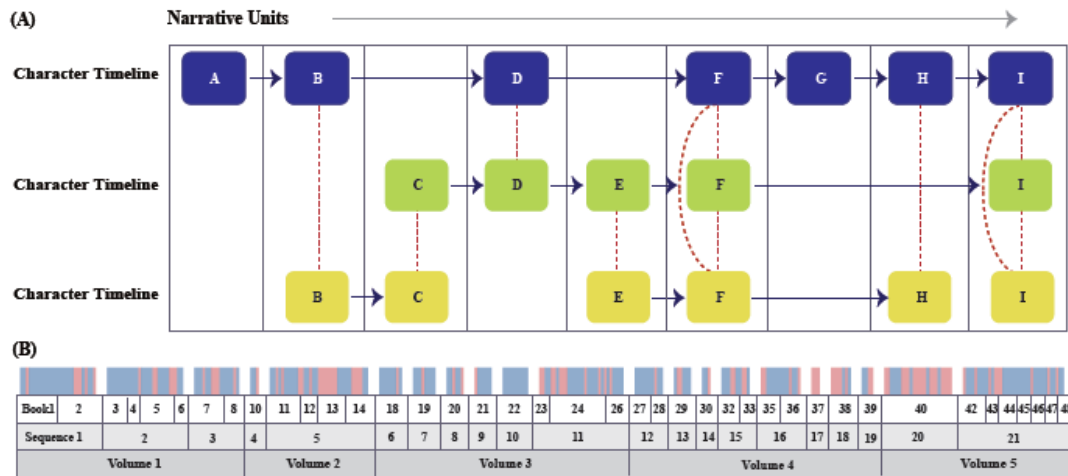 (A) Narrative Units
Character Timeline A B D F G H I
Character Timeline C D E F I
Character Timeline B C E F H I
(B)
Book1 2 3 4 5 6 7 8 10 11 12 13 14 18 19 20 21 22 23 24 26 27 28 29 30 32 33 35 36 37 38 39 40 42 43 44 45 46 47 48
Sequence 1 2 3 4 5 6 7 8 9 10 11 12 13 14 15 16 17 18 19 20 21
Volume 1 Volume 2 Volume 3 Volume 4 Volume 5